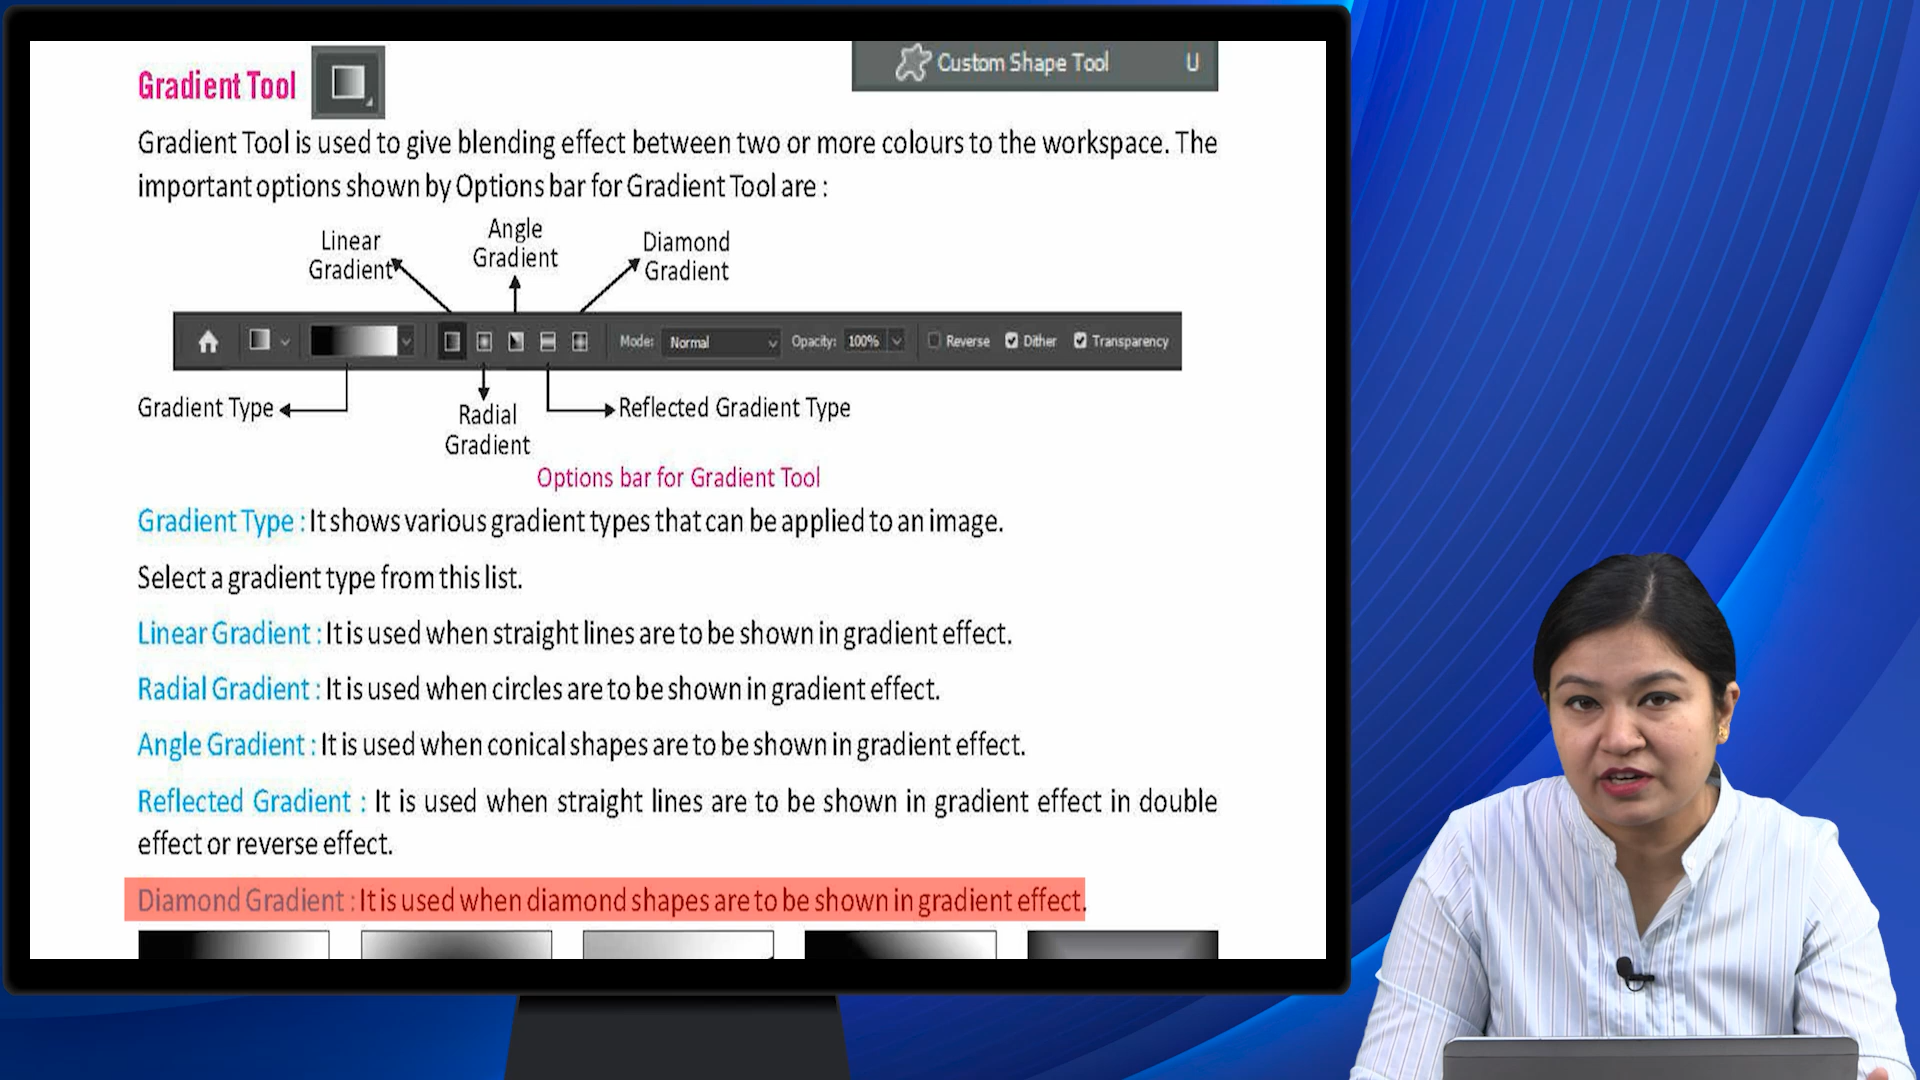 Custom Shape Tool U
Gradient Tool
Gradient Tool is used to give blending effect between two or more colours to the workspace. The
important options shown by Options bar for Gradient Tool are :
Linear
Gradient
Angle
Gradient
Diamond
Gradient
Mode: Normal Opacity: 100% Reverse Dither Transparency
Gradient Type
Radial
Gradient
Reflected Gradient Type
Options bar for Gradient Tool
Gradient Type : It shows various gradient types that can be applied to an image.
Select a gradient type from this list.
Linear Gradient : It is used when straight lines are to be shown in gradient effect.
Radial Gradient : It is used when circles are to be shown in gradient effect.
Angle Gradient : It is used when conical shapes are to be shown in gradient effect.
Reflected Gradient : It is used when straight lines are to be shown in gradient effect in double
effect or reverse effect.
Diamond Gradient : It is used when diamond shapes are to be shown in gradient effect.